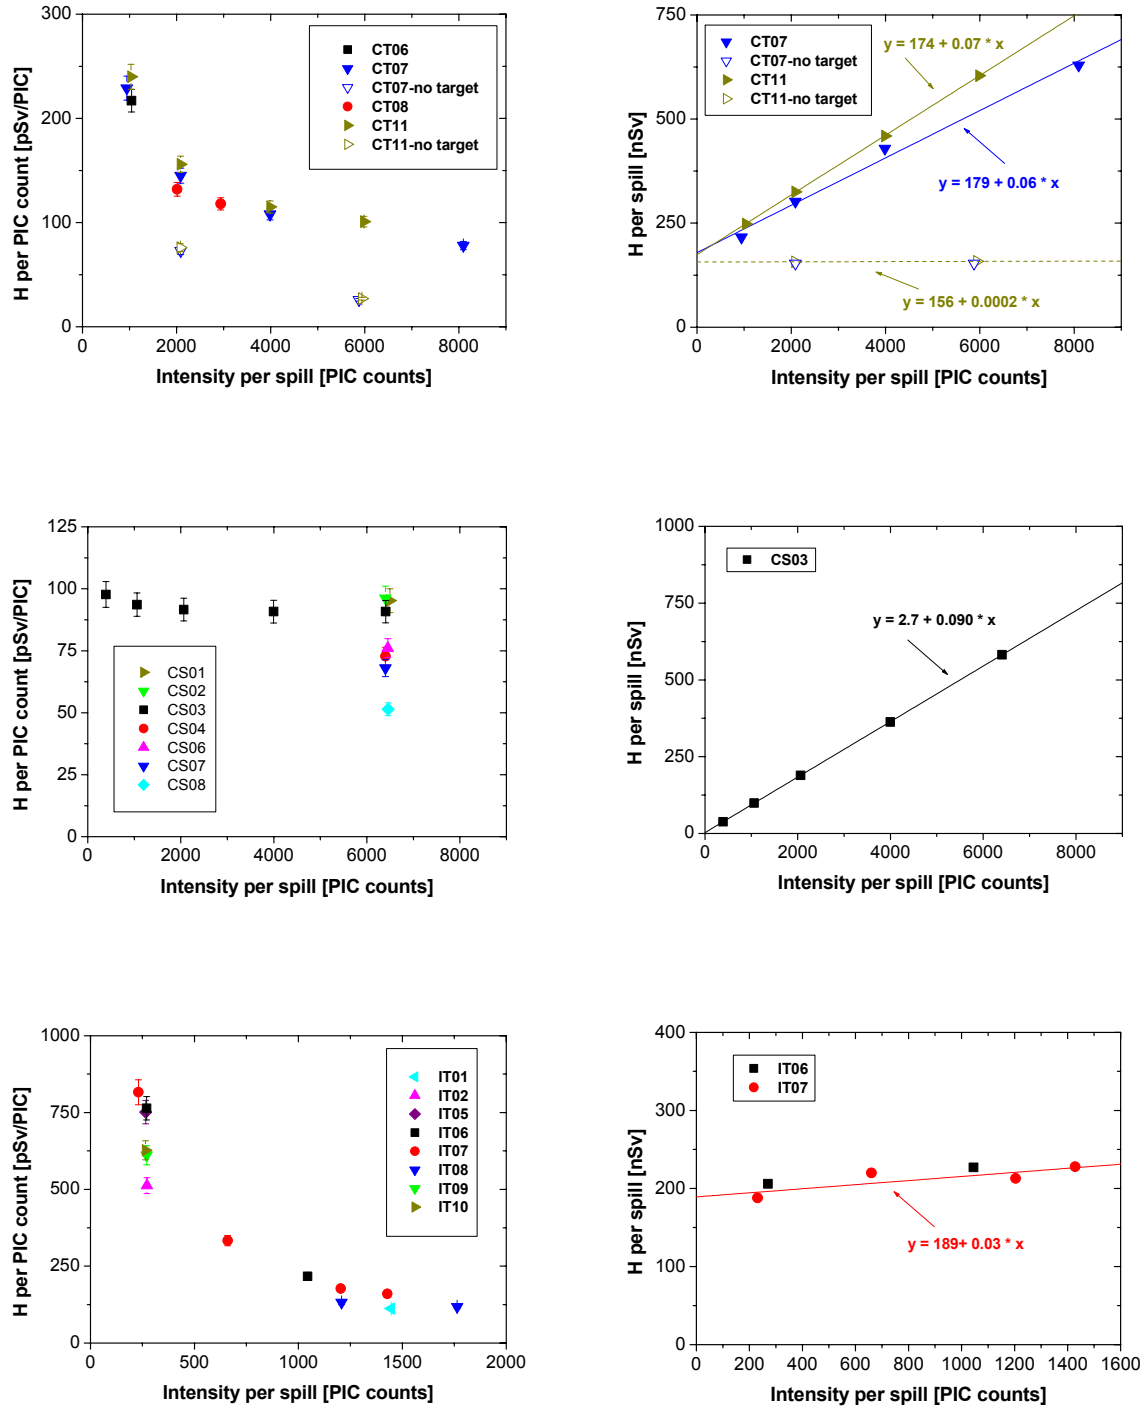 300
250
200
150
100
50
0
H per PIC count [pSv/PIC]
CT06
CT07
CT07-no target
CT08
CT11
CT11-no target
0 2000 4000 6000 8000
Intensity per spill [PIC counts]
750
500
250
0
H per spill [nSv]
CT07
CT07-no target
CT11
CT11-no target
y = 174 + 0.07 * x
y = 179 + 0.06 * x
y = 156 + 0.0002 * x
0 2000 4000 6000 8000
Intensity per spill [PIC counts]
125
100
75
50
25
0
H per PIC count [pSv/PIC]
CS01
CS02
CS03
CS04
CS06
CS07
CS08
0 2000 4000 6000 8000
Intensity per spill [PIC counts]
1000
750
500
250
0
H per spill [nSv]
CS03
y = 2.7 + 0.090 * x
0 2000 4000 6000 8000
Intensity per spill [PIC counts]
1000
750
500
250
0
H per PIC count [pSv/PIC]
IT01
IT02
IT05
IT06
IT07
IT08
IT09
IT10
0 500 1000 1500 2000
Intensity per spill [PIC counts]
400
300
200
100
0
H per spill [nSv]
IT06
IT07
y = 189+ 0.03 * x
0 200 400 600 800 1000 1200 1400 1600
Intensity per spill [PIC counts]